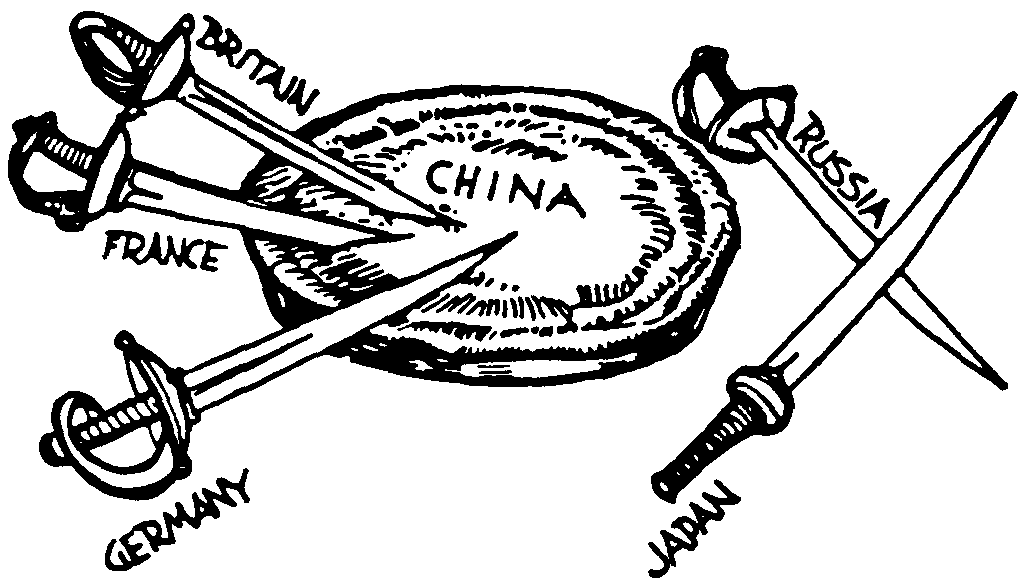 BRITAIN
FRANCE
GERMANY
CHINA
RUSSIA
JAPAN